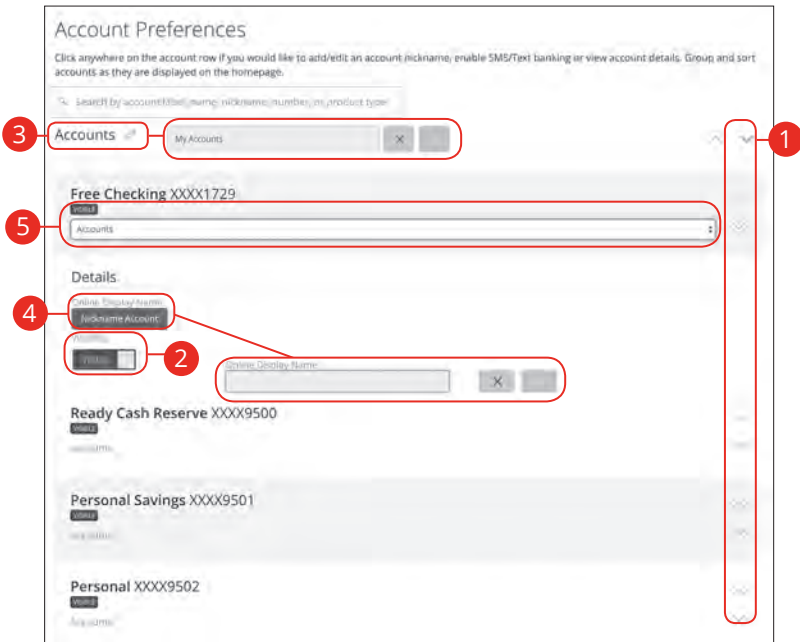 Account Preferences
Click anywhere on the account row if you would like to add/edit an account nickname, enable SMS/Text banking or view account details. Group and sort
accounts as they are displayed on the homepage.
Search by account name, nickname, number, or product type
3
Accounts
My Accounts
X
1
Free Checking XXXX1729
VISIBLE
5
Accounts
Details
4
Online Display Name
Nickname Account
2
Online Display Name
X
Ready Cash Reserve XXXX9500
VISIBLE
Accounts
Personal Savings XXXX9501
VISIBLE
Accounts
Personal XXXX9502
VISIBLE
Accounts